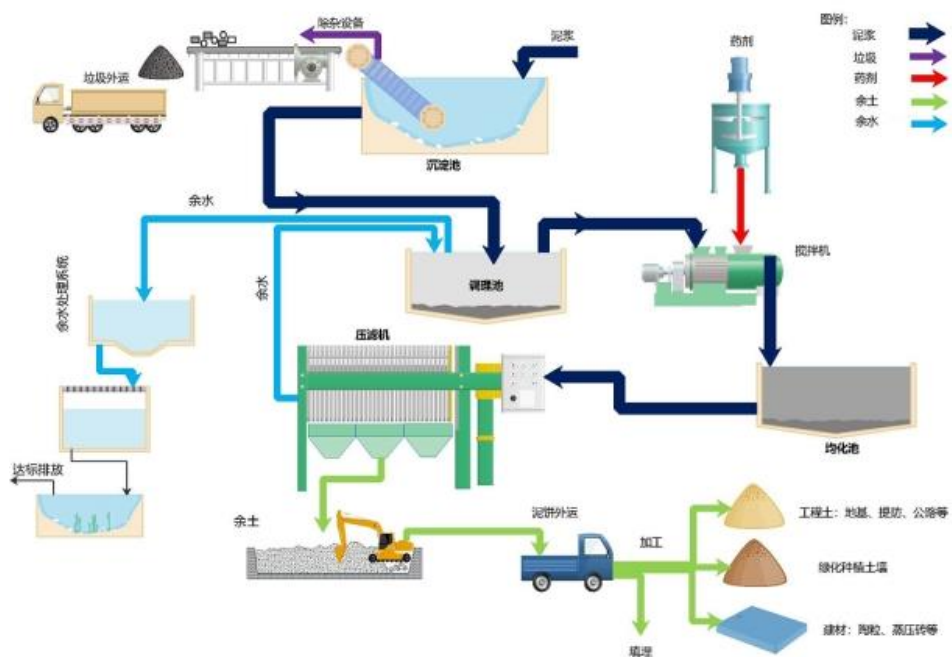 除杂设备
泥浆
药剂
图例：
泥浆
垃圾
药剂
余土
余水
垃圾外运
沉淀池
余水
搅拌机
余水处理系统
余水
调理池
压滤机
均化池
达标排放
余土
泥饼外运
加工
工程土：地基、堤防、公路等
绿化种植土壤
建材：陶粒、蒸压砖等
填埋